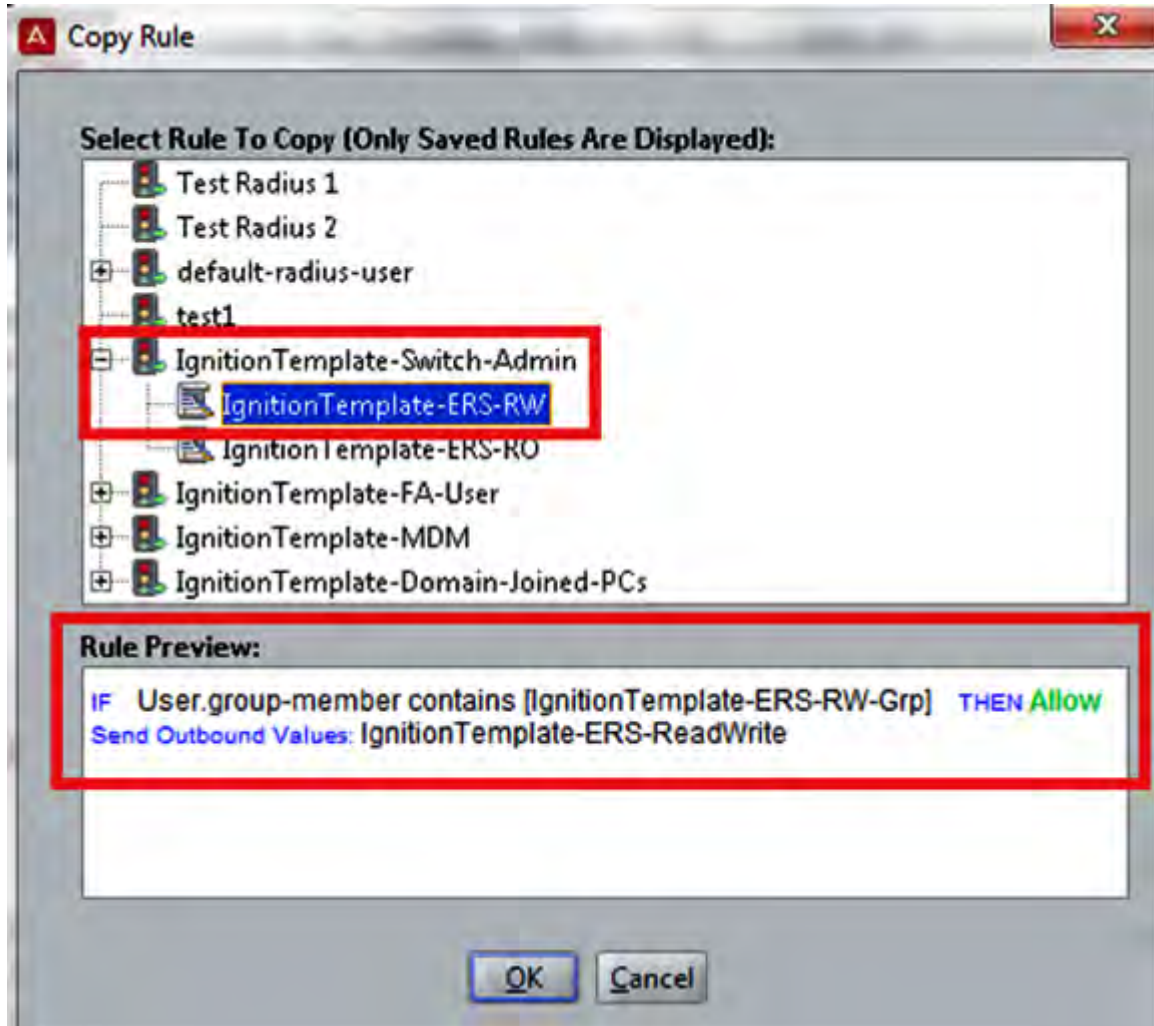 Copy Rule
Select Rule To Copy (Only Saved Rules Are Displayed):
Test Radius 1
Test Radius 2
default-radius-user
test1
IgnitionTemplate-Switch-Admin
IgnitionTemplate-ERS-RW
IgnitionTemplate-ERS-RO
IgnitionTemplate-FA-User
IgnitionTemplate-MDM
IgnitionTemplate-Domain-Joined-PCs
Rule Preview:
IF User.group-member contains [IgnitionTemplate-ERS-RW-Grp] THEN Allow
Send Outbound Values: IgnitionTemplate-ERS-ReadWrite
OK Cancel